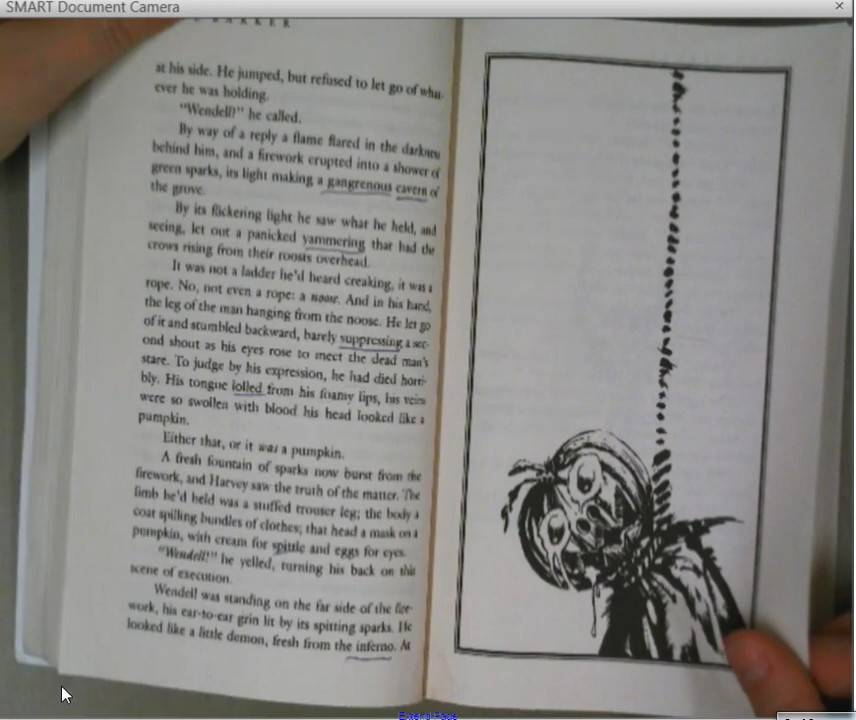 SMART Document Camera
BARKER
at his side. He jumped, but refused to let go of what-
ever he was holding.
"Wendell?" he called.
By way of a reply a flame flared in the darkness
behind him, and a firework erupted into a shower of
green sparks, its light making a gangrenous cavern of
the grove.
By its flickering light he saw what he held, and
seeing, let out a panicked yammering that had the
crows rising from their roosts overhead.
It was not a ladder he'd heard creaking, it was a
rope. No, not even a rope: a noose. And in his hand,
the leg of the man hanging from the noose. He let go
of it and stumbled backward, barely suppressing a sec-
ond shout as his eyes rose to meet the dead man's
stare. To judge by his expression, he had died horri-
bly. His tongue lolled from his foamy lips, his veins
were so swollen with blood his head looked like a
pumpkin.
Either that, or it was a pumpkin.
A fresh fountain of sparks now burst from the
firework, and Harvey saw the truth of the matter. The
limb he'd held was a stuffed trouser leg; the body a
coat spilling bundles of clothes; that head a mask on a
pumpkin, with cream for spittle and eggs for eyes.
"Wendell!" he yelled, turning his back on this
scene of execution.
Wendell was standing on the far side of the fire-
work, his ear-to-ear grin lit by its spitting sparks. He
looked like a little demon, fresh from the inferno. At
Extend Page